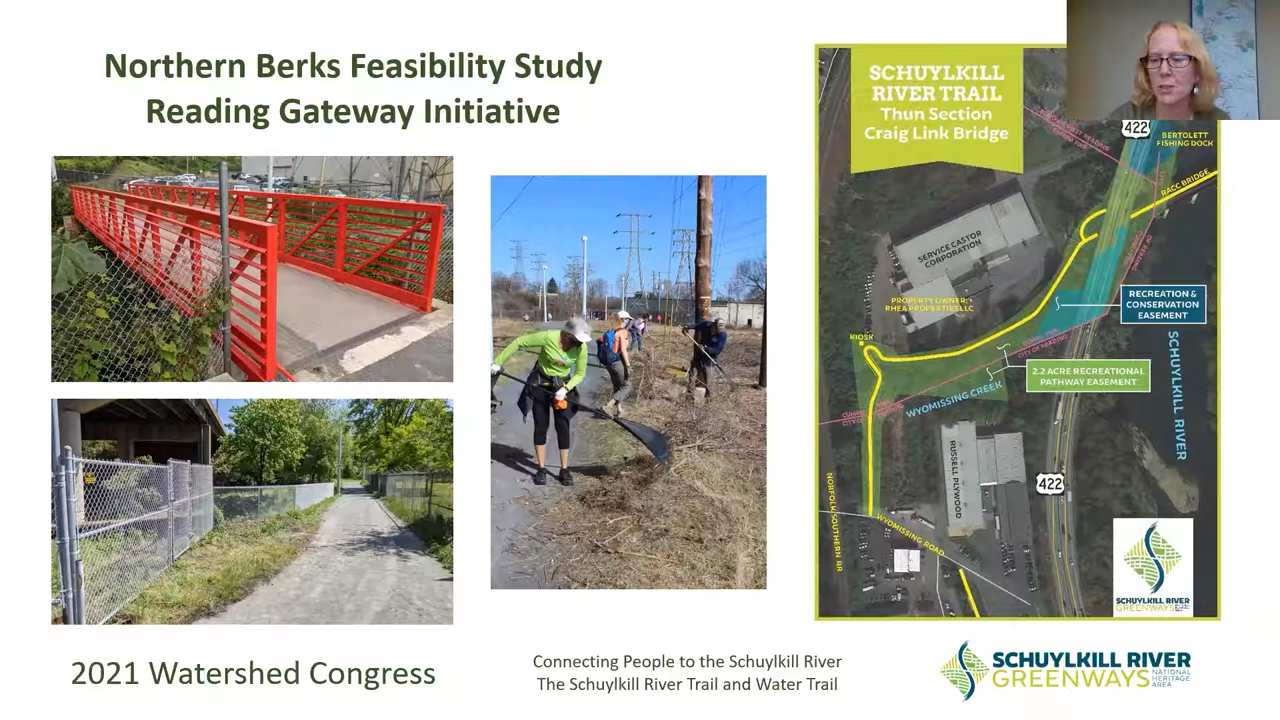 Northern Berks Feasibility Study
Reading Gateway Initiative
SCHUYLKILL
RIVER TRAIL
Thun Section
Craig Link Bridge
422
BERTOLETT
FISHING DOCK
RACC BRIDGE
SERVICE CASTOR
CORPORATION
PROPERTY OWNER:
RHEA PROPERTIES LLC
KIOSK
RECREATION &
CONSERVATION
EASEMENT
CITY OF READING
2.2 ACRE RECREATIONAL
PATHWAY EASEMENT
WYOMISSING CREEK
SCHUYLKILL
RIVER
RUSSELL PLYWOOD
422
NORFOLK SOUTHERN RR
WYOMISSING ROAD
SCHUYLKILL RIVER
GREENWAYS
2021 Watershed Congress
Connecting People to the Schuylkill River
The Schuylkill River Trail and Water Trail
SCHUYLKILL RIVER
GREENWAYS NATIONAL
HERITAGE
AREA